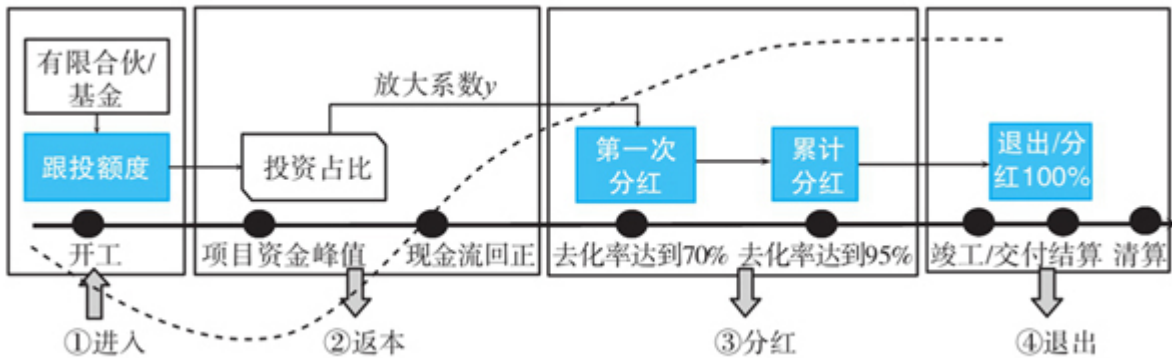 有限合伙/
基金
跟投额度
放大系数y
投资占比
第一次
分红
累计
分红
退出/分
红100%
开工
项目资金峰值
现金流回正
去化率达到70%
去化率达到95%
竣工/交付结算
清算
①进入
②返本
③分红
④退出